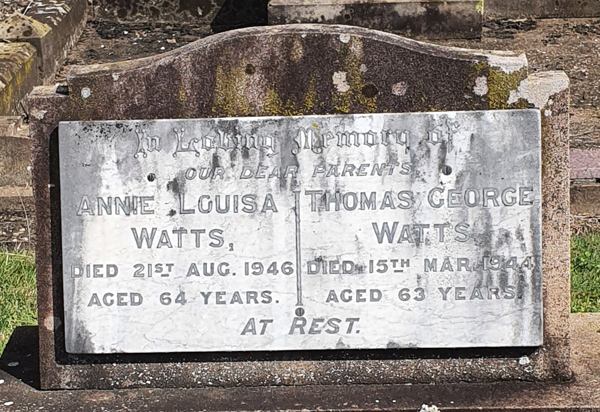 In Loving Memory of
OUR DEAR PARENTS,
ANNIE LOUISA
WATTS,
DIED 21ST AUG. 1946
AGED 64 YEARS.
THOMAS GEORGE
WATTS
DIED 15TH MAR. 1944
AGED 63 YEARS.
AT REST.